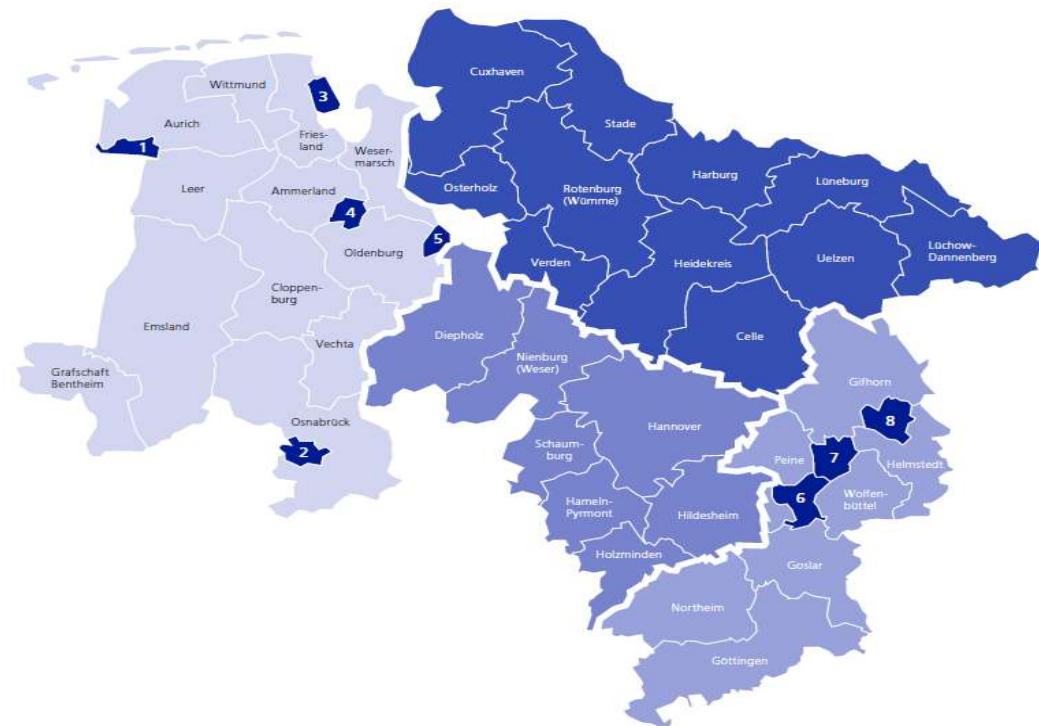 Cuxhaven
Wittmund
3
Stade
Aurich
1
Fries-
land
Weser-
marsch
Harburg
Lüneburg
Leer
Ammerland
Osterholz
Rotenburg
(Wümme)
4
5
Oldenburg
Verden
Heidekreis
Uelzen
Lüchow-
Dannenberg
Cloppen-
burg
Emsland
Vechta
Diepholz
Celle
Nienburg
(Weser)
Grafschaft
Bentheim
Gifhorn
Osnabrück
2
Hannover
8
Schaum-
burg
Peine
7
Helmstedt
6
Wolfen-
büttel
Hameln-
Pyrmont
Hildesheim
Holzminden
Goslar
Northeim
Göttingen